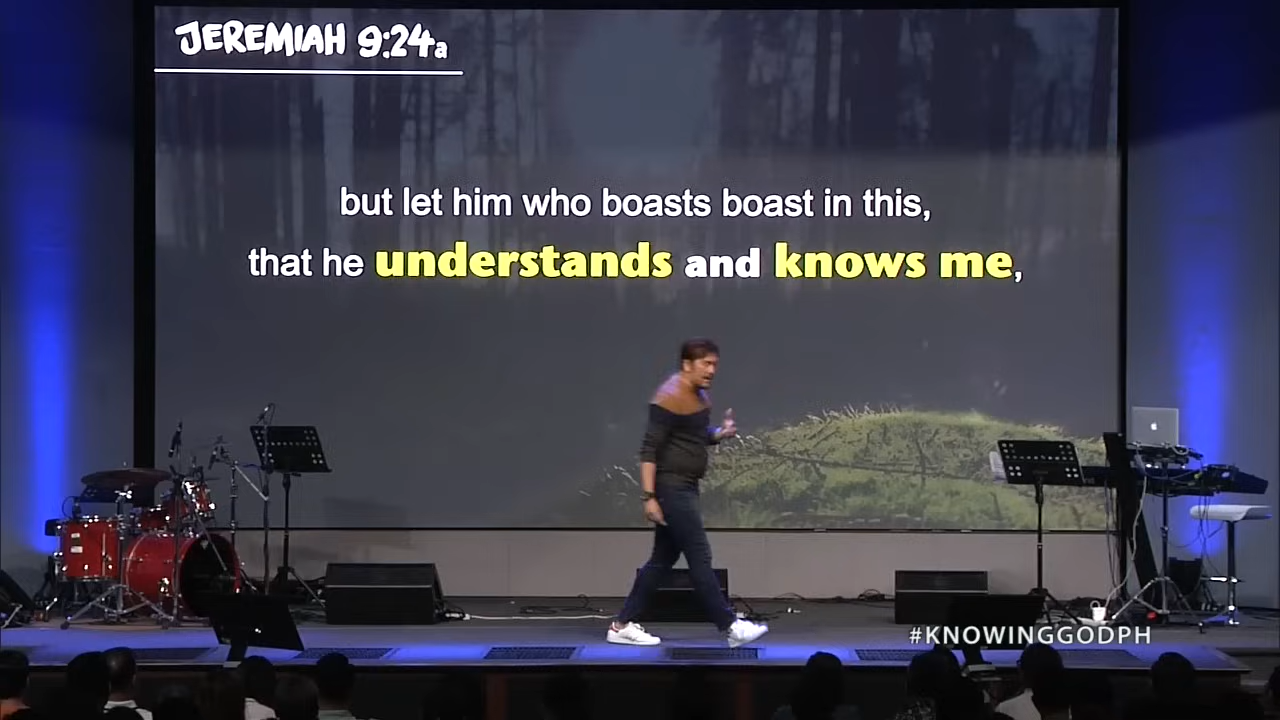 JEREMIAH 9:24a
but let him who boasts boast in this,
that he understands and knows me,
#KNOWINGGODPH